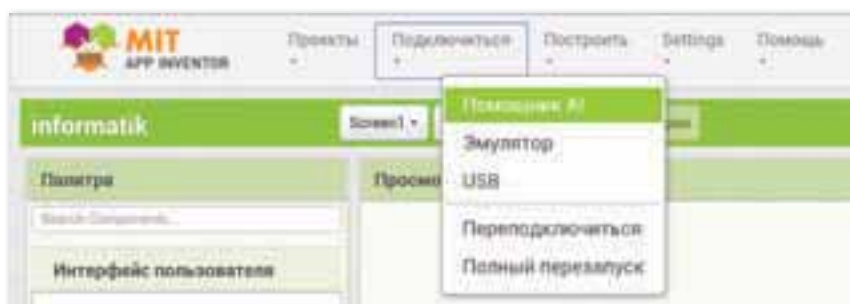 MIT
APP INVENTOR
Проекты Подключиться Построить Settings Помощь
Помощник AI
informatik Screen1
Эмулятор
Палитра Просмо
USB
Search Components...
Переподключиться
Интерфейс пользователя
Полный перезапуск